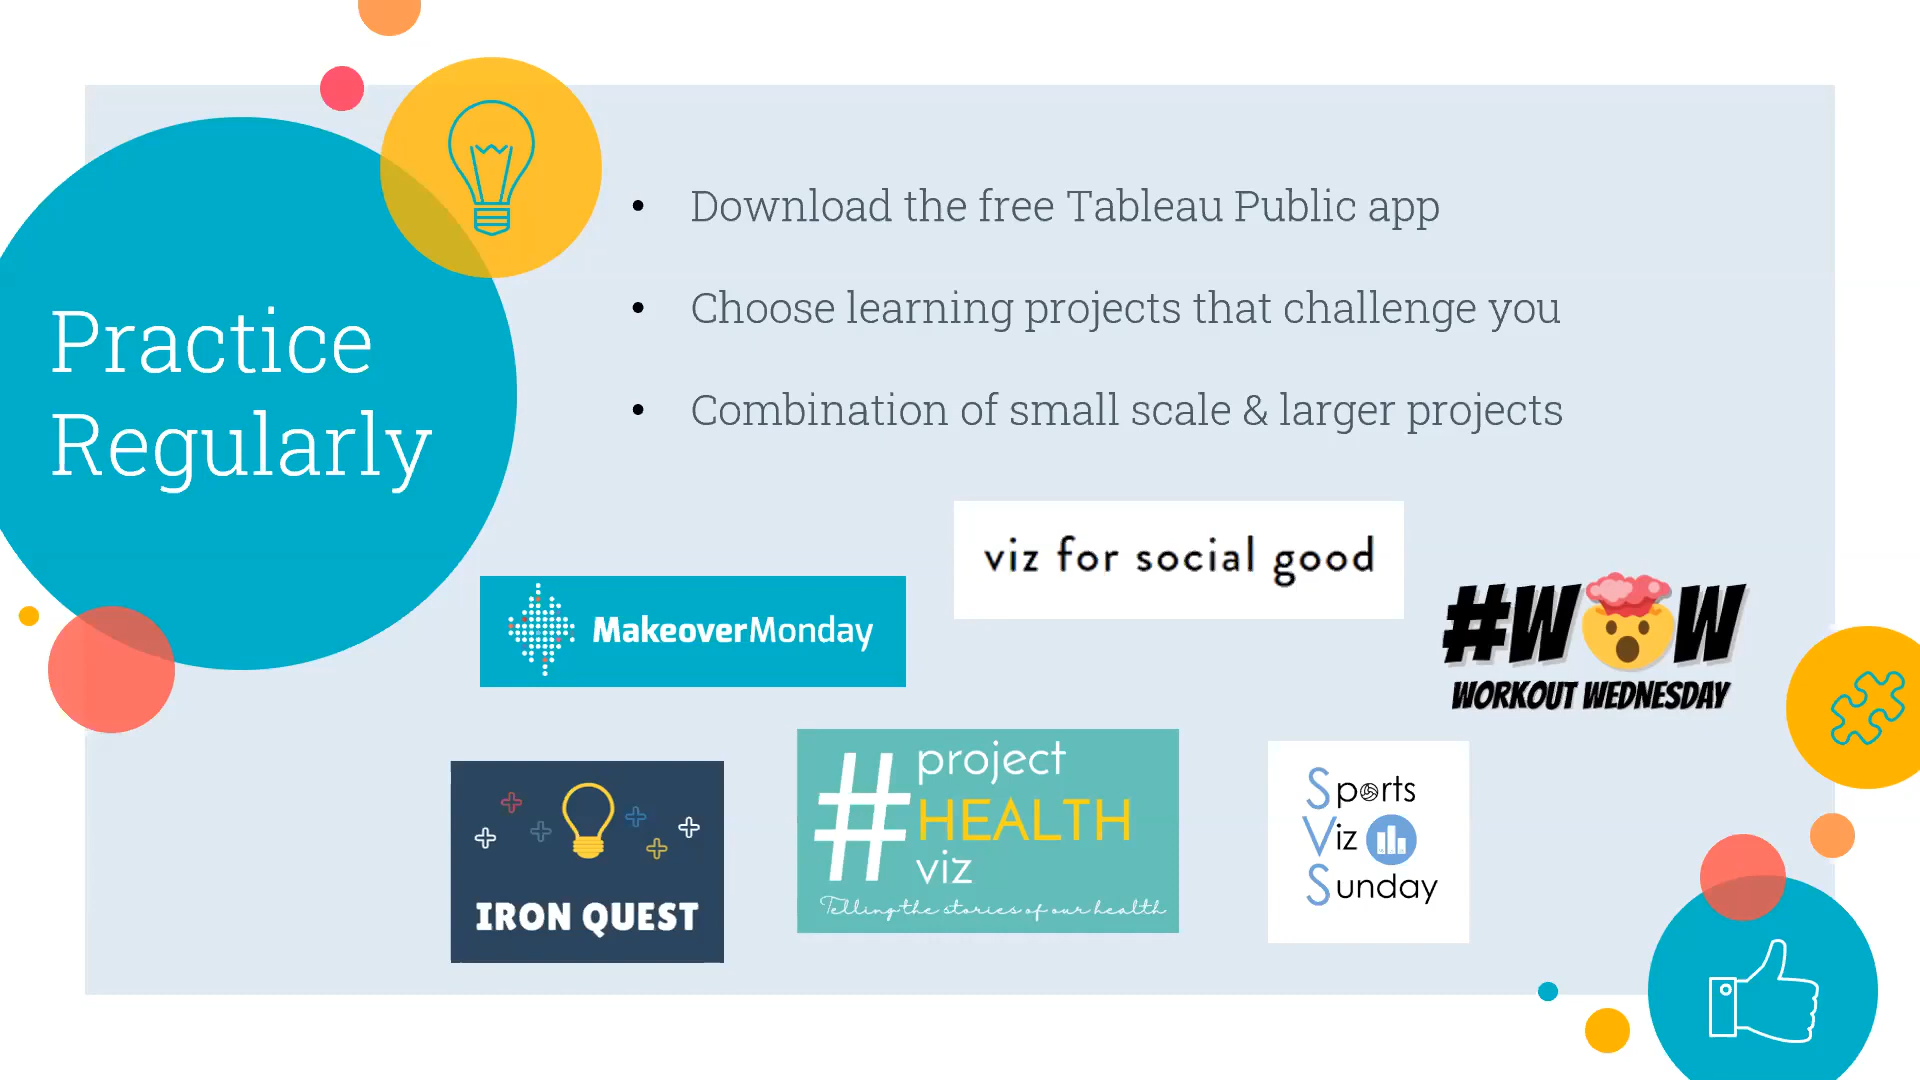 Practice
Regularly
• Download the free Tableau Public app
• Choose learning projects that challenge you
• Combination of small scale & larger projects
viz for social good
MakeoverMonday
#WOW
WORKOUT WEDNESDAY
IRON QUEST
# project
HEALTH
viz
Telling the stories of our health
Sports
Viz
Sunday